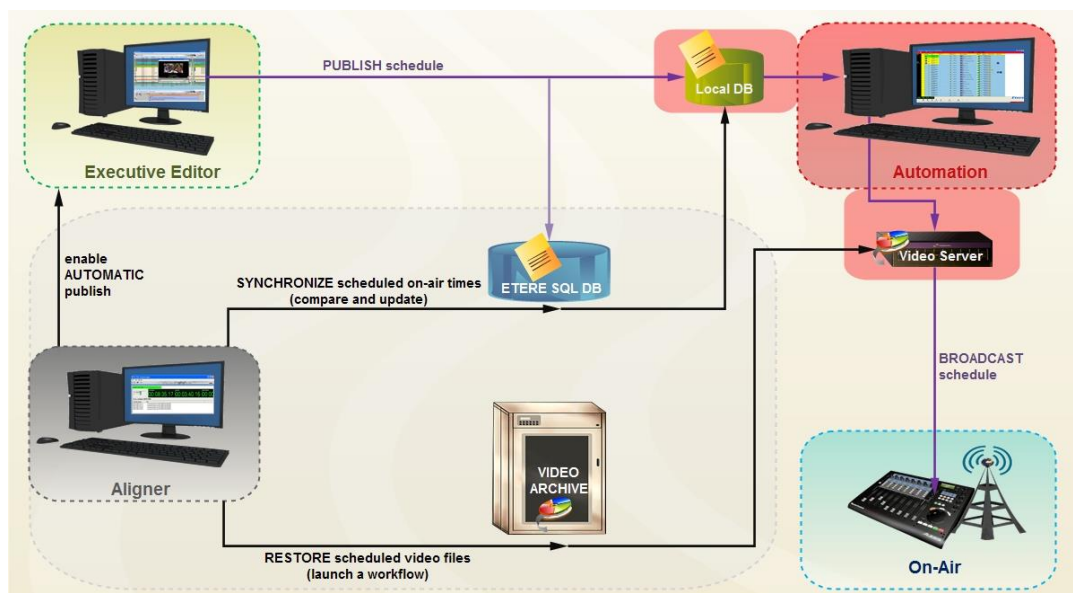 PUBLISH schedule
Local DB
Executive Editor
Automation
enable
AUTOMATIC
publish
SYNCHRONIZE scheduled on-air times
(compare and update)
ETERE SQL DB
Video Server
BROADCAST
schedule
Aligner
VIDEO
ARCHIVE
RESTORE scheduled video files
(launch a workflow)
On-Air